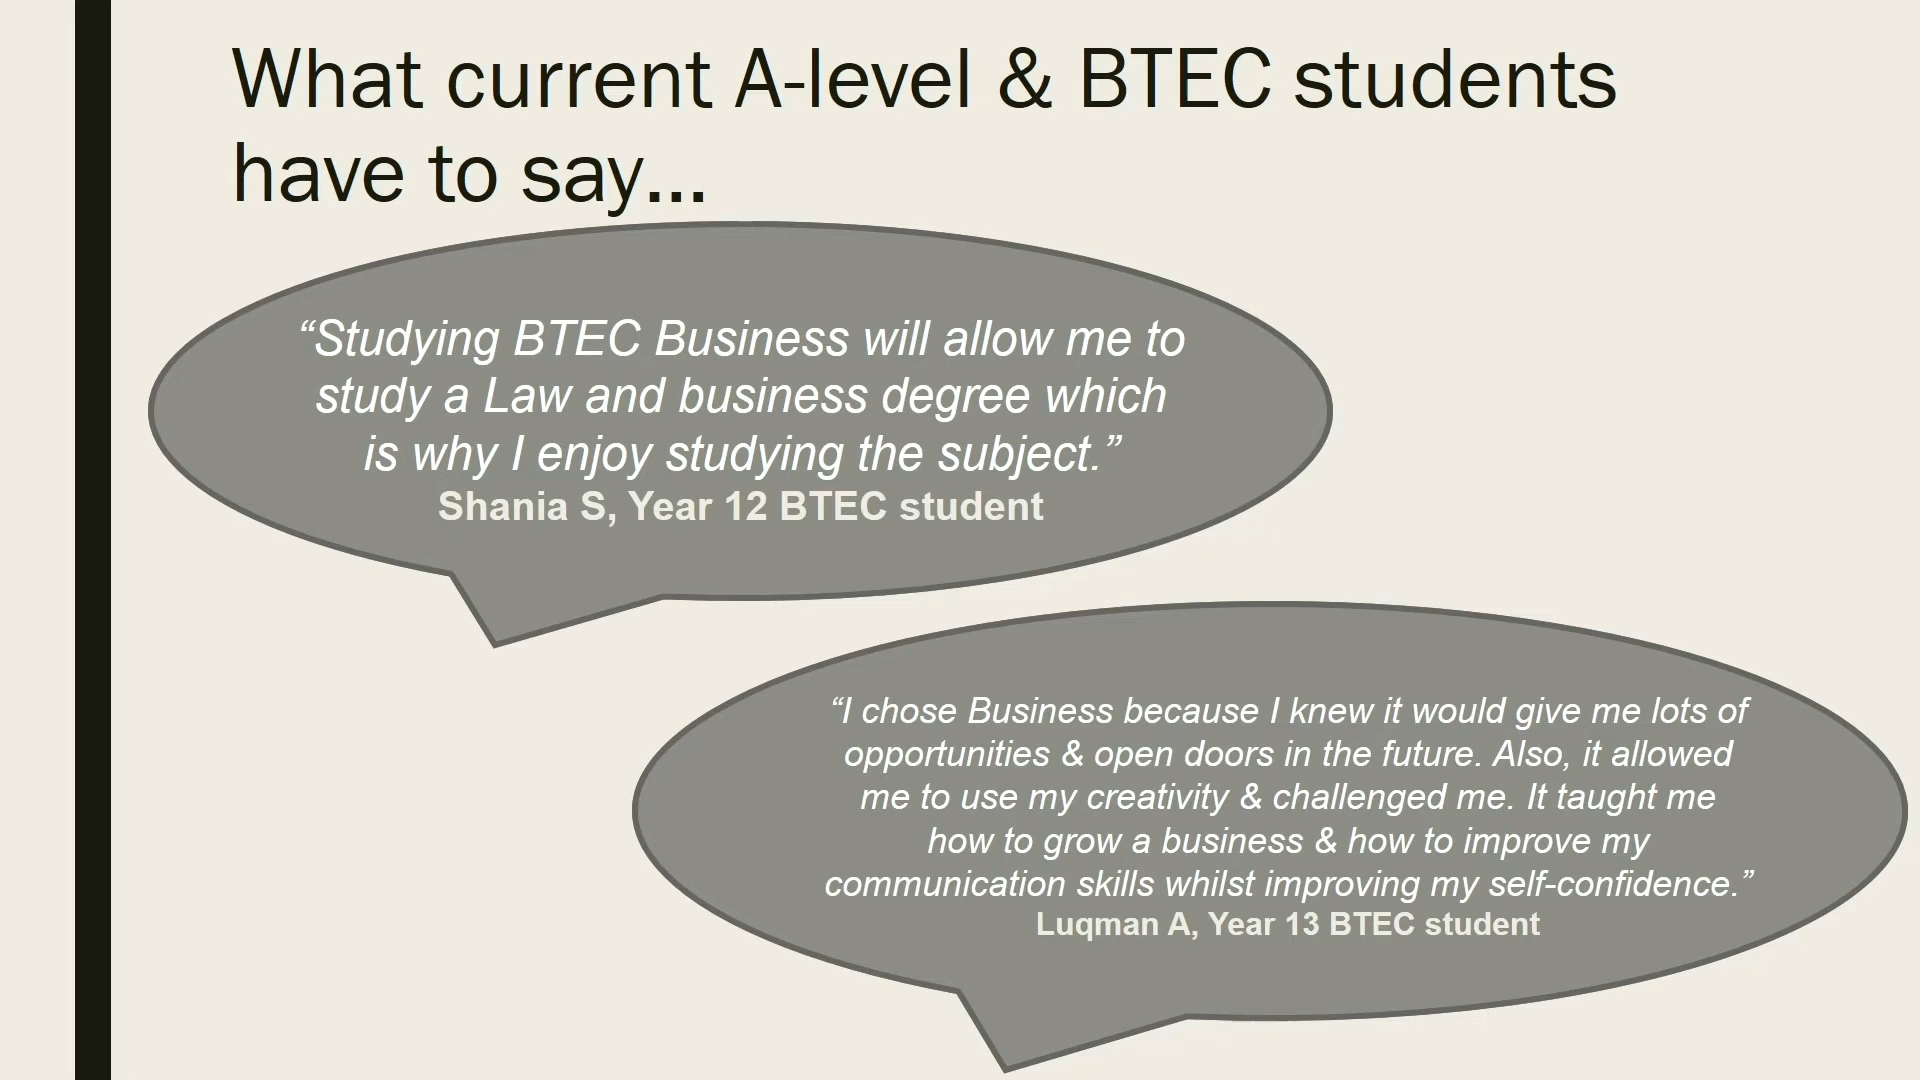 What current A-level & BTEC students
have to say...
“Studying BTEC Business will allow me to
study a Law and business degree which
is why I enjoy studying the subject.”
Shania S, Year 12 BTEC student
“I chose Business because I knew it would give me lots of
opportunities & open doors in the future. Also, it allowed
me to use my creativity & challenged me. It taught me
how to grow a business & how to improve my
communication skills whilst improving my self-confidence.”
Luqman A, Year 13 BTEC student